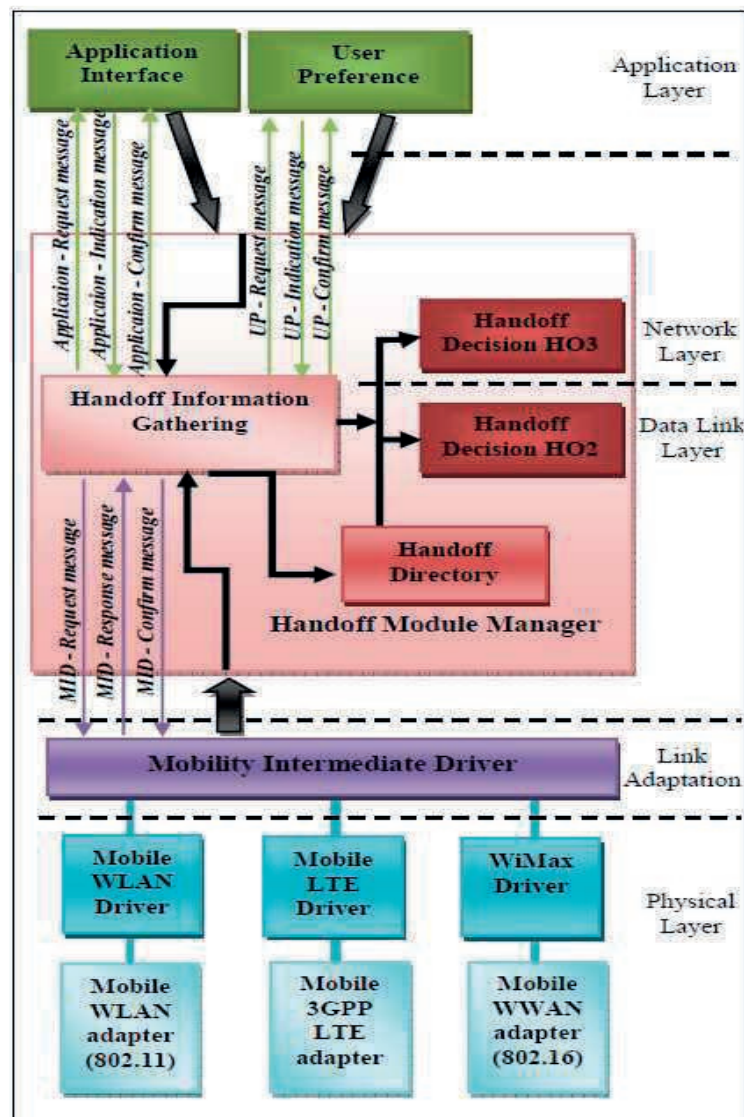 Application
Interface
User
Preference
Application
Layer
Applicaion - Request message
Applicaion - Indication message
Applicaion - Confirm message
UP - Request message
UP - Indication message
UP - Confirm message
Handoff
Decision HO3
Network
Layer
Handoff Information
Gathering
Handoff
Decision HO2
Data Link
Layer
MID - Request message
MID - Response message
MID - Confirm message
Handoff
Directory
Handoff Module Manager
Mobility Intermediate Driver
Link
Adaptation
Mobile
WLAN
Driver
Mobile
LTE
Driver
WiMax
Driver
Physical
Layer
Mobile
WLAN
adapter
(802.11)
Mobile
3GPP
LTE
adapter
Mobile
WWAN
adapter
(802.16)